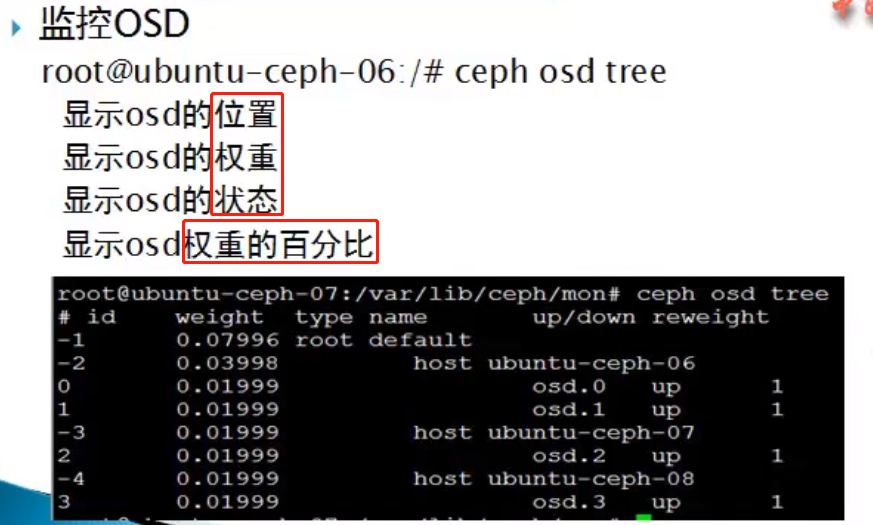 监控OSD
root@ubuntu-ceph-06:/# ceph osd tree
显示osd的位置
显示osd的权重
显示osd的状态
显示osd权重的百分比
root@ubuntu-ceph-07:/var/lib/ceph/mon# ceph osd tree
# id weight type name up/down reweight
-1 0.07996 root default
-2 0.03998 host ubuntu-ceph-06
0 0.01999 osd.0 up 1
1 0.01999 osd.1 up 1
-3 0.01999 host ubuntu-ceph-07
2 0.01999 osd.2 up 1
-4 0.01999 host ubuntu-ceph-08
3 0.01999 osd.3 up 1